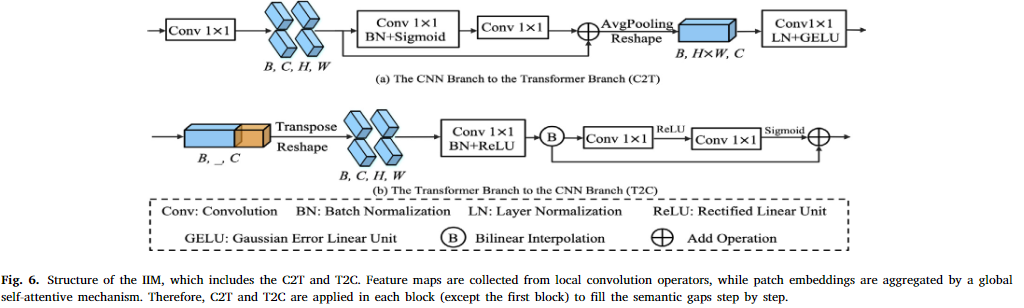 Conv 1×1
Conv 1×1
BN+Sigmoid
Conv 1×1
AvgPooling
Reshape
Conv1×1
LN+GELU
B, C, H, W
B, H×W, C
(a) The CNN Branch to the Transformer Branch (C2T)
Transpose
Reshape
Conv 1×1
BN+ReLU
B
Conv 1×1
ReLU
Conv 1×1
Sigmoid
B, _, C
B, C, H, W
(b) The Transformer Branch to the CNN Branch (T2C)
Conv: Convolution BN: Batch Normalization LN: Layer Normalization ReLU: Rectified Linear Unit
GELU: Gaussian Error Linear Unit B Bilinear Interpolation Add Operation
Fig. 6. Structure of the IIM, which includes the C2T and T2C. Feature maps are collected from local convolution operators, while patch embeddings are aggregated by a global
self-attentive mechanism. Therefore, C2T and T2C are applied in each block (except the first block) to fill the semantic gaps step by step.